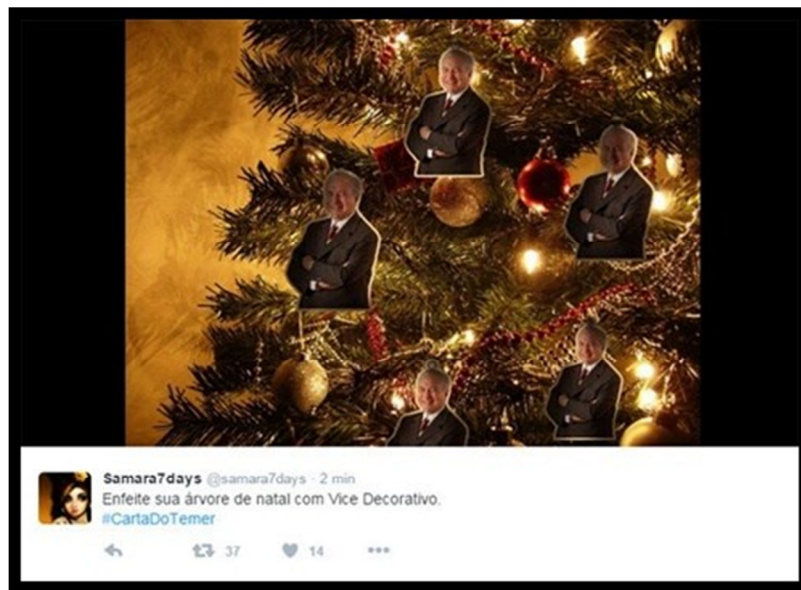 Samara7days @samara7days · 2 min
Enfeite sua árvore de natal com Vice Decorativo.
#CartaDoTemer
37 14